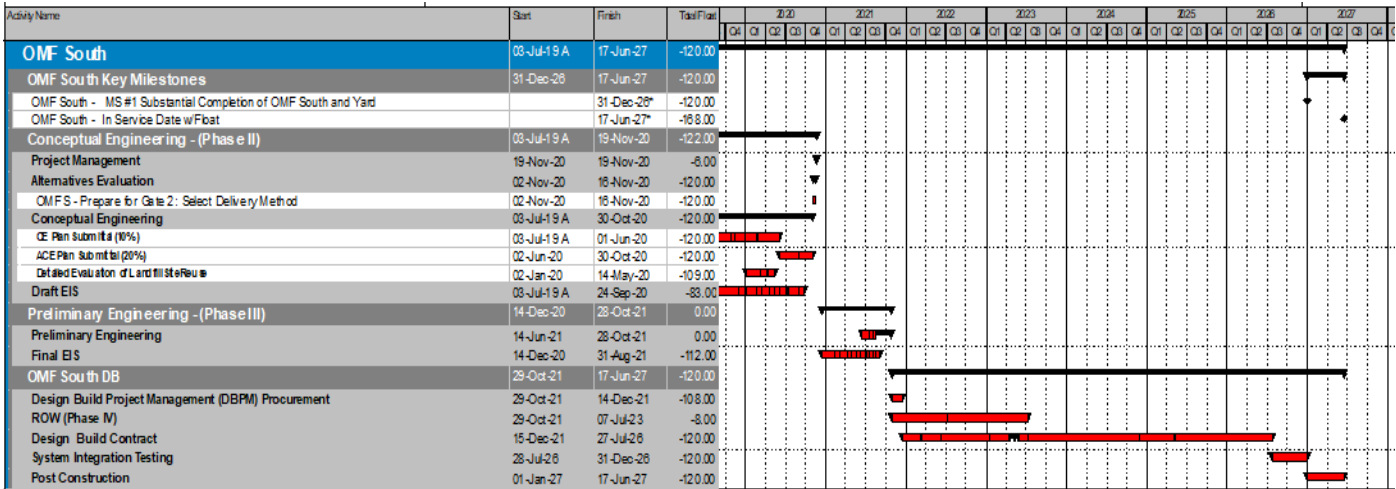 Activity Name Start Finish Total Float 2020 2021 2022 2023 2024 2025 2026 2027
Q4 Q1 Q2 Q3 Q4 Q1 Q2 Q3 Q4 Q1 Q2 Q3 Q4 Q1 Q2 Q3 Q4 Q1 Q2 Q3 Q4 Q1 Q2 Q3 Q4 Q1 Q2 Q3 Q4 Q1 Q2 Q3 Q4
OMF South 03-Jul-19 A 17-Jun-27 -120.00
OMF South Key Milestones 31-Dec-26 17-Jun-27 -120.00
OMF South - MS #1 Substantial Completion of OMF South and Yard 31-Dec-26* -120.00
OMF South - In Service Date w/Float 17-Jun-27* -168.00
Conceptual Engineering - (Phase II) 03-Jul-19 A 19-Nov-20 -122.00
Project Management 19-Nov-20 19-Nov-20 -6.00
Alternatives Evaluation 02-Nov-20 16-Nov-20 -120.00
OMF S - Prepare for Gate 2: Select Delivery Method 02-Nov-20 16-Nov-20 -120.00
Conceptual Engineering 03-Jul-19 A 30-Oct-20 -120.00
CE Plan Submittal (10%) 03-Jul-19 A 01-Jun-20 -120.00
ACE Plan Submittal (20%) 02-Jun-20 30-Oct-20 -120.00
Detailed Evaluation of Landfill Site Reuse 02-Jan-20 14-May-20 -109.00
Draft EIS 03-Jul-19 A 24-Sep-20 -83.00
Preliminary Engineering - (Phase III) 14-Dec-20 28-Oct-21 0.00
Preliminary Engineering 14-Jun-21 28-Oct-21 0.00
Final EIS 14-Dec-20 31-Aug-21 -112.00
OMF South DB 29-Oct-21 17-Jun-27 -120.00
Design Build Project Management (DBPM) Procurement 29-Oct-21 14-Dec-21 -108.00
ROW (Phase IV) 29-Oct-21 07-Jul-23 -8.00
Design Build Contract 15-Dec-21 27-Jul-26 -120.00
System Integration Testing 28-Jul-26 31-Dec-26 -120.00
Post Construction 01-Jan-27 17-Jun-27 -120.00